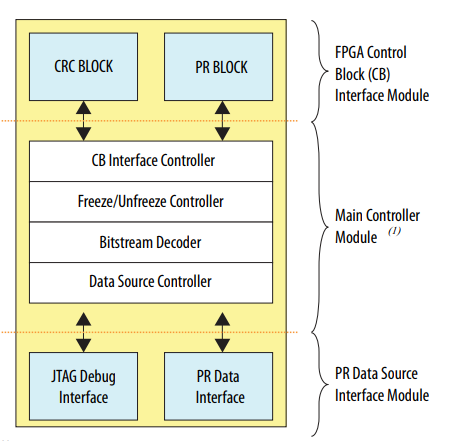 CRC BLOCK
PR BLOCK
FPGA Control
Block (CB)
Interface Module
CB Interface Controller
Freeze/Unfreeze Controller
Bitstream Decoder
Data Source Controller
Main Controller
Module (1)
JTAG Debug
Interface
PR Data
Interface
PR Data Source
Interface Module